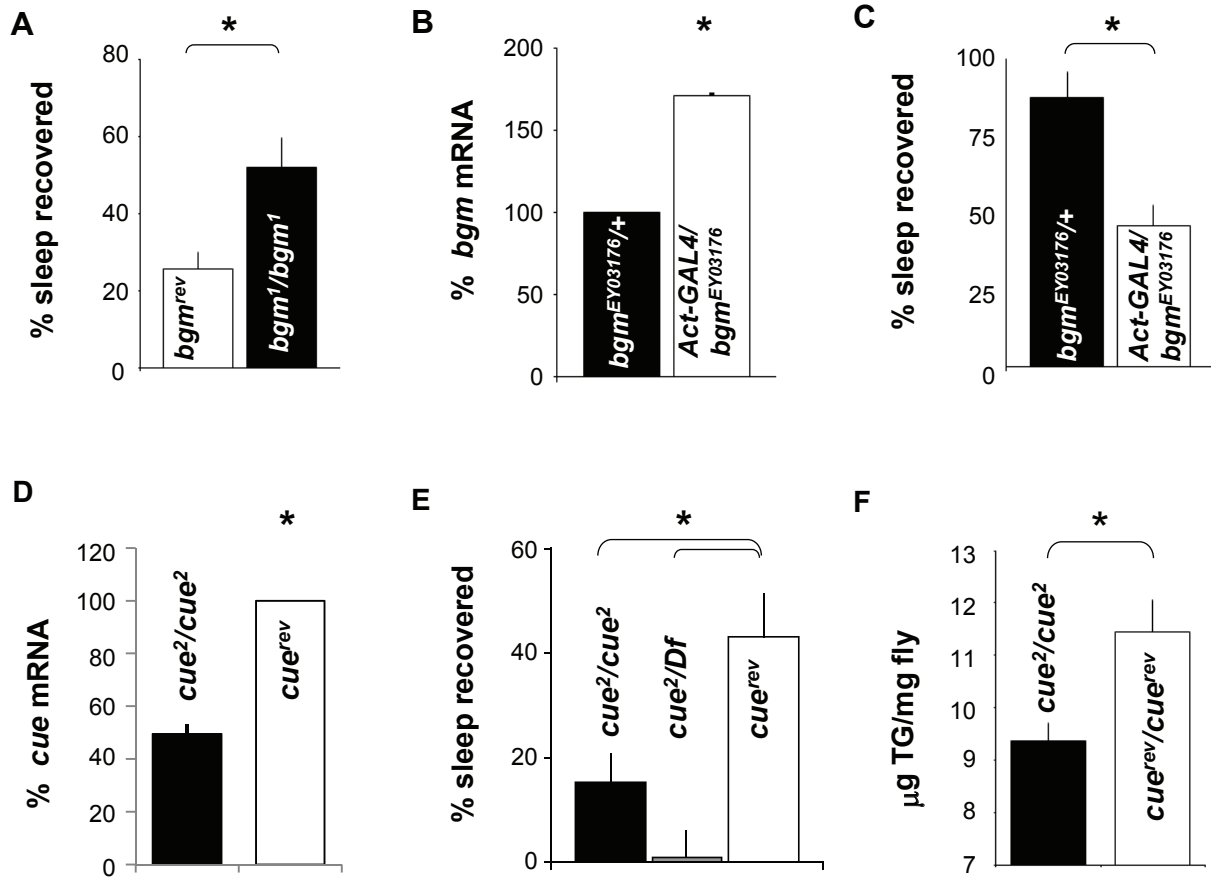 A
*
% sleep recovered
80
60
40
20
0
bgm^rev
bgm^1/bgm^1
B
*
% bgm mRNA
200
150
100
50
0
bgm^EY03176/+
Act-GAL4/
bgm^EY03176
C
*
% sleep recovered
100
75
50
25
0
bgm^EY03176/+
Act-GAL4/
bgm^EY03176
D
*
% cue mRNA
120
100
80
60
40
20
0
cue^2/cue^2
cue^rev
E
*
% sleep recovered
60
40
20
0
cue^2/cue^2
cue^2/Df
cue^rev
F
*
µg TG/mg fly
13
12
11
10
9
8
7
cue^2/cue^2
cue^rev/cue^rev